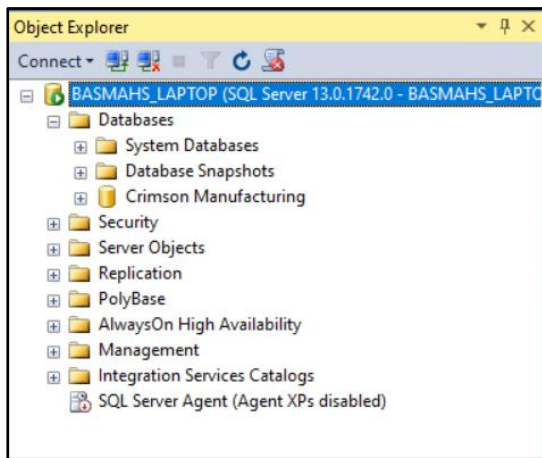 Object Explorer
Connect
BASMAHS_LAPTOP (SQL Server 13.0.1742.0 - BASMAHS_LAPTO
Databases
System Databases
Database Snapshots
Crimson Manufacturing
Security
Server Objects
Replication
PolyBase
AlwaysOn High Availability
Management
Integration Services Catalogs
SQL Server Agent (Agent XPs disabled)